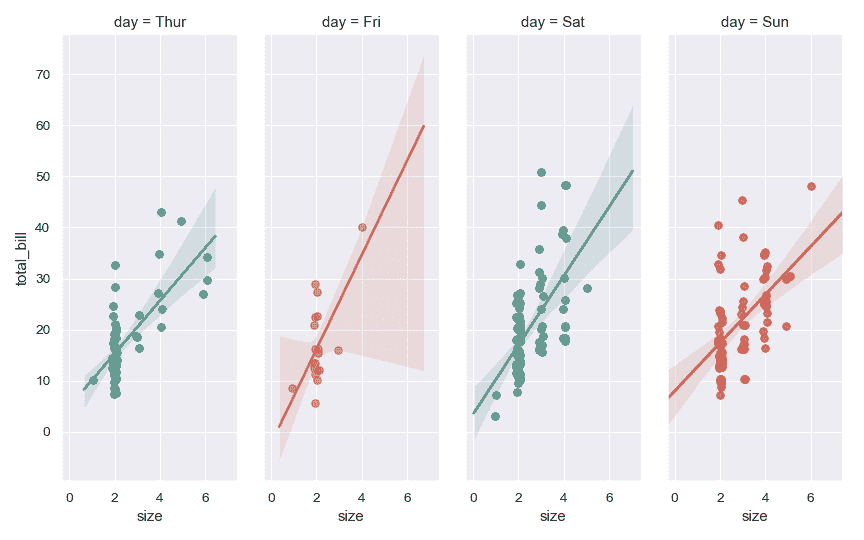 day = Thur
day = Fri
day = Sat
day = Sun
total_bill
70
60
50
40
30
20
10
0
0 2 4 6
0 2 4 6
0 2 4 6
0 2 4 6
size
size
size
size